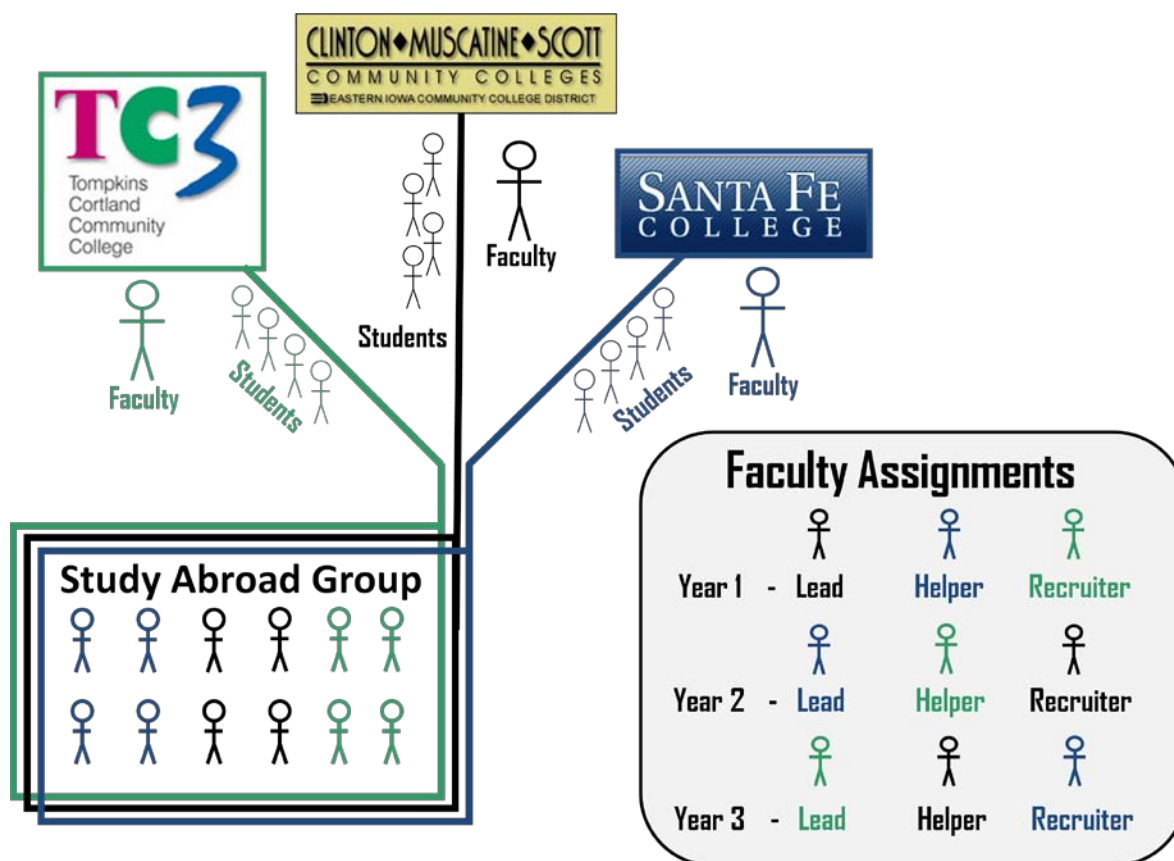 CLINTON♦MUSCATINE♦SCOTT
COMMUNITY COLLEGES
EASTERN IOWA COMMUNITY COLLEGE DISTRICT
TC3
Tompkins
Cortland
Community
College
SANTA FE
COLLEGE
Faculty
Students
Students
Faculty
Students
Faculty
Study Abroad Group
Faculty Assignments
Year 1 - Lead Helper Recruiter
Year 2 - Lead Helper Recruiter
Year 3 - Lead Helper Recruiter